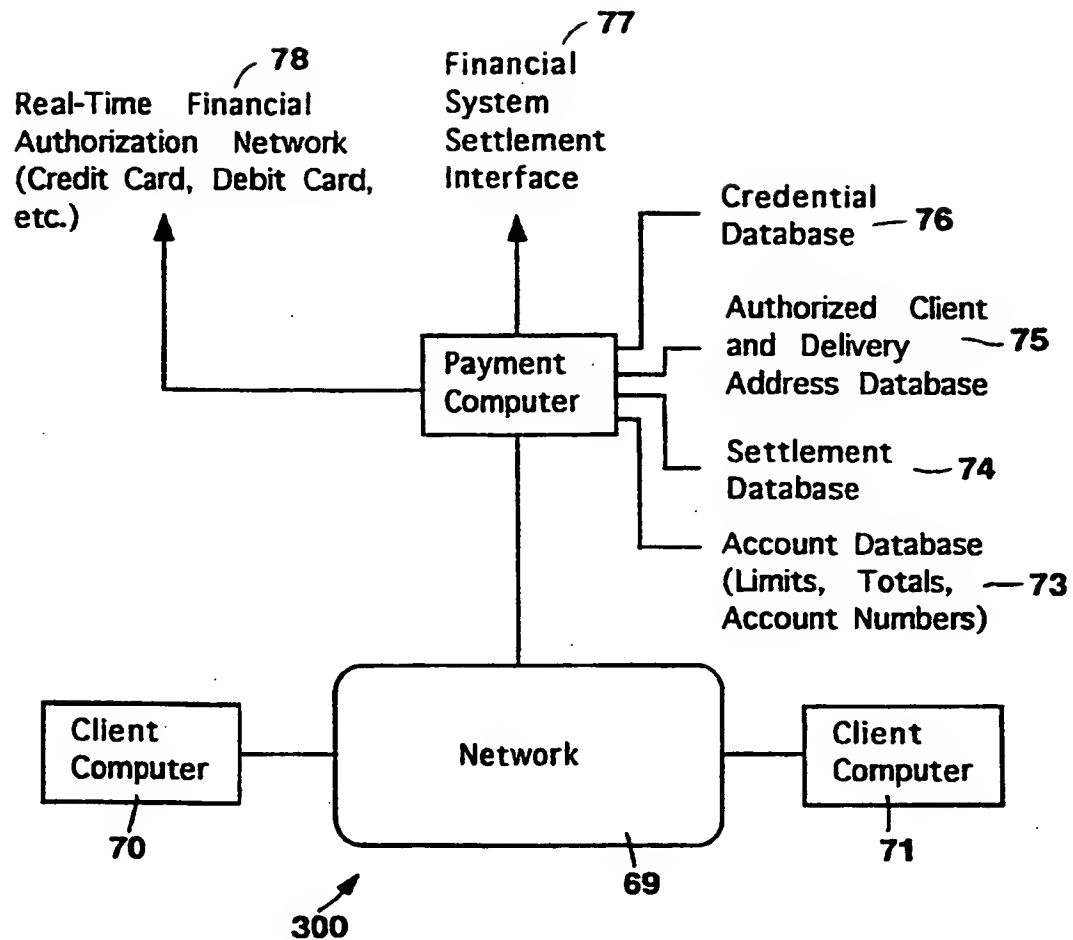 77
78
Financial
System
Settlement
Interface
Real-Time Financial
Authorization Network
(Credit Card, Debit Card,
etc.)
Credential
Database
76
Authorized Client
and Delivery
Address Database
75
Payment
Computer
Settlement
Database
74
Account Database
(Limits, Totals,
Account Numbers)
73
Client
Computer
70
Network
69
Client
Computer
71
300